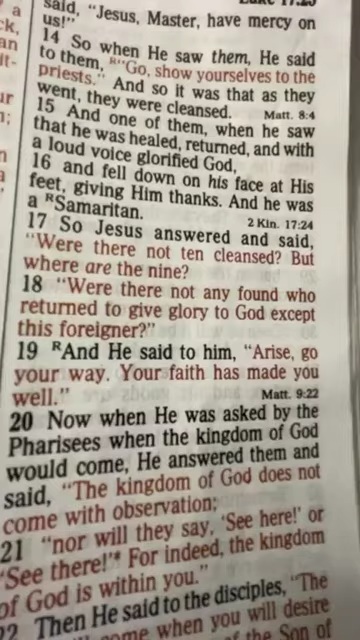 Luke 17:25
said, "Jesus, Master, have mercy on
us!"
14 So when He saw them, He said
to them, R"Go, show yourselves to the
priests." And so it was that as they
went, they were cleansed. Matt. 8:4
15 And one of them, when he saw
that he was healed, returned, and with
a loud voice glorified God,
16 and fell down on his face at His
feet, giving Him thanks. And he was
a RSamaritan. 2 Kin. 17:24
17 So Jesus answered and said,
"Were there not ten cleansed? But
where are the nine?
18 "Were there not any found who
returned to give glory to God except
this foreigner?"
19 RAnd He said to him, "Arise, go
your way. Your faith has made you
well." Matt. 9:22
20 Now when He was asked by the
Pharisees when the kingdom of God
would come, He answered them and
said, "The kingdom of God does not
come with observation;
21 "nor will they say, 'See here!' or
'See there!'* For indeed, the kingdom
of God is within you."
22 Then He said to the disciples, "The
come when you will desire
the Son of